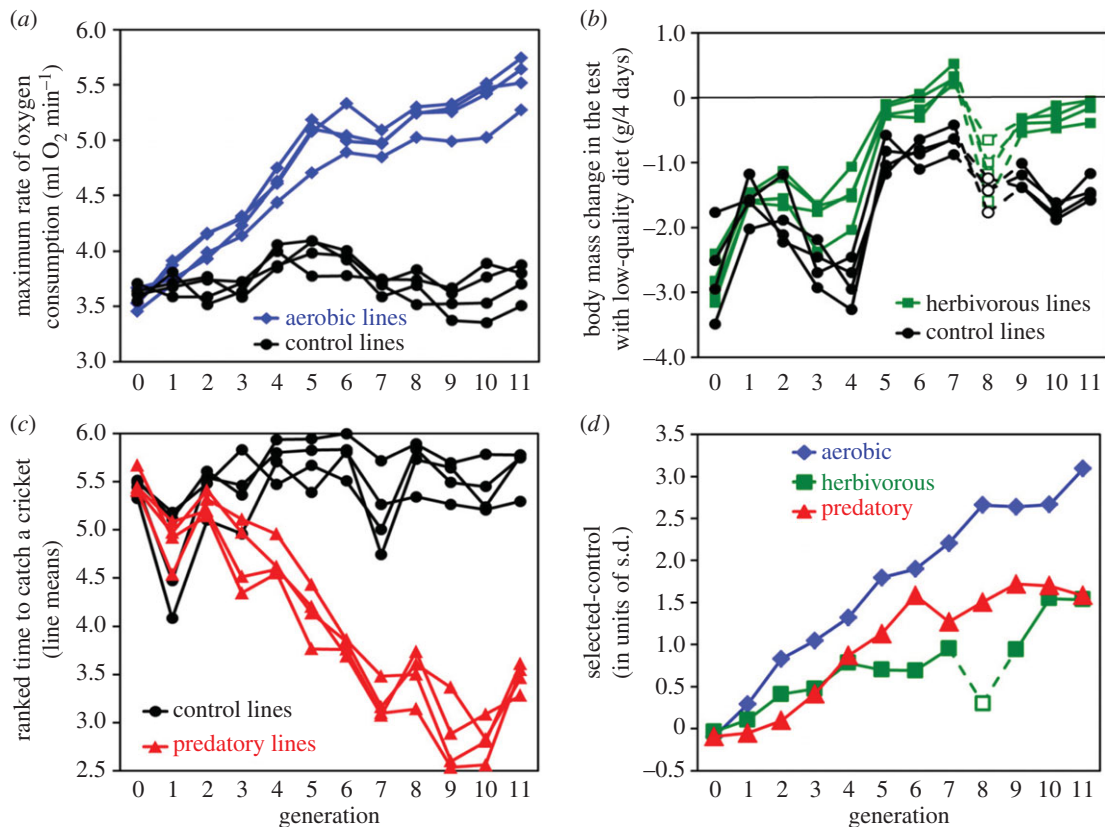 (a)
6.0
5.5
5.0
4.5
4.0
3.5
3.0
maximum rate of oxygen
consumption (ml O₂ min⁻¹)
aerobic lines
control lines
0 1 2 3 4 5 6 7 8 9 10 11
(b)
1.0
0
−1.0
−2.0
−3.0
−4.0
body mass change in the test
with low-quality diet (g/4 days)
herbivorous lines
control lines
0 1 2 3 4 5 6 7 8 9 10 11
(c)
6.0
5.5
5.0
4.5
4.0
3.5
3.0
2.5
ranked time to catch a cricket
(line means)
control lines
predatory lines
0 1 2 3 4 5 6 7 8 9 10 11
generation
(d)
3.5
3.0
2.5
2.0
1.5
1.0
0.5
0
−0.5
selected-control
(in units of s.d.)
aerobic
herbivorous
predatory
0 1 2 3 4 5 6 7 8 9 10 11
generation